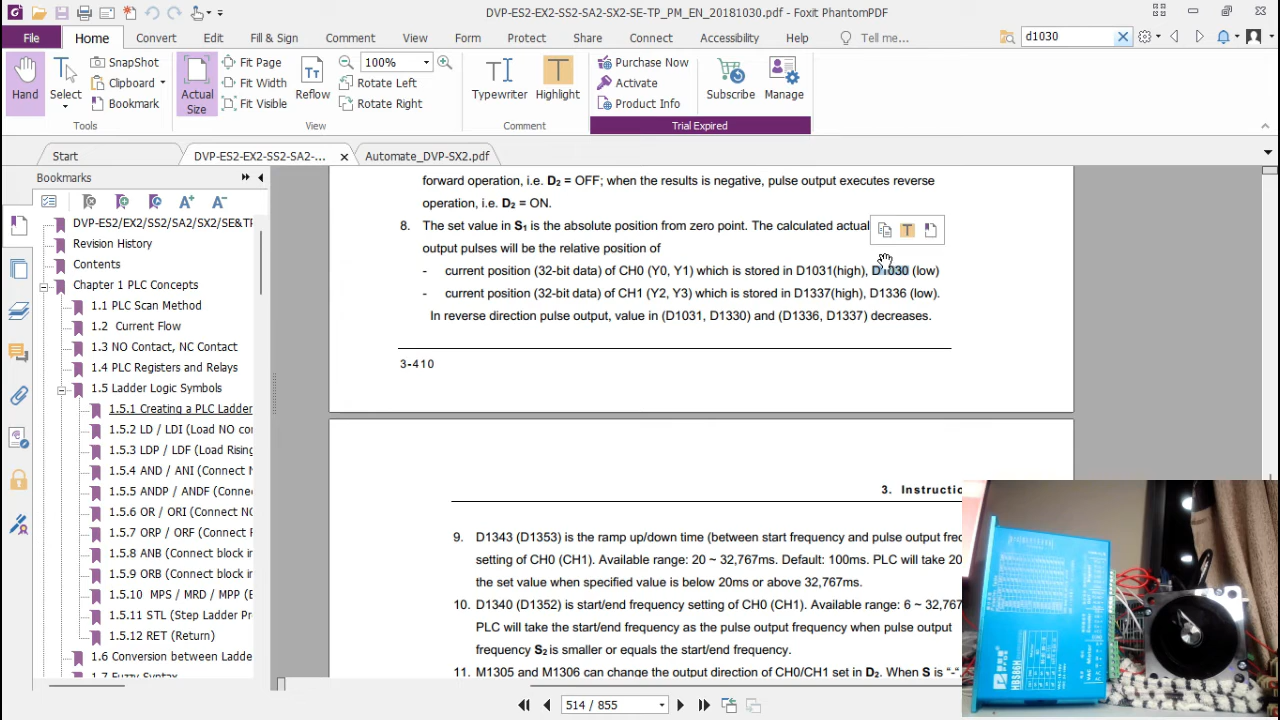 DVP-ES2-EX2-SS2-SA2-SX2-SE-TP_PM_EN_20181030.pdf - Foxit PhantomPDF
File Home Convert Edit Fill & Sign Comment View Form Protect Share Connect Accessibility Help Tell me... d1030
Hand
Select
SnapShot
Clipboard
Bookmark
Tools
Actual
Size
Fit Page
Fit Width
Fit Visible
Reflow
100%
Rotate Left
Rotate Right
View
Typewriter
Highlight
Comment
Purchase Now
Activate
Product Info
Subscribe
Manage
Trial Expired
Start DVP-ES2-EX2-SS2-SA2-... Automate_DVP-SX2.pdf
Bookmarks
DVP-ES2/EX2/SS2/SA2/SX2/SE&TF
Revision History
Contents
Chapter 1 PLC Concepts
1.1 PLC Scan Method
1.2 Current Flow
1.3 NO Contact, NC Contact
1.4 PLC Registers and Relays
1.5 Ladder Logic Symbols
1.5.1 Creating a PLC Ladder
1.5.2 LD / LDI (Load NO cor
1.5.3 LDP / LDF (Load Rising
1.5.4 AND / ANI (Connect N
1.5.5 ANDP / ANDF (Conne
1.5.6 OR / ORI (Connect NO
1.5.7 ORP / ORF (Connect F
1.5.8 ANB (Connect block in
1.5.9 ORB (Connect block in
1.5.10 MPS / MRD / MPP (E
1.5.11 STL (Step Ladder Pr
1.5.12 RET (Return)
1.6 Conversion between Ladde
1.7 Fuzzy Syntax
forward operation, i.e. D2 = OFF; when the results is negative, pulse output executes reverse
operation, i.e. D2 = ON.
8. The set value in S1 is the absolute position from zero point. The calculated actual
output pulses will be the relative position of
- current position (32-bit data) of CH0 (Y0, Y1) which is stored in D1031(high), D1030 (low)
- current position (32-bit data) of CH1 (Y2, Y3) which is stored in D1337(high), D1336 (low).
In reverse direction pulse output, value in (D1031, D1330) and (D1336, D1337) decreases.
3-410
3. Instructio
9. D1343 (D1353) is the ramp up/down time (between start frequency and pulse output freq
setting of CH0 (CH1). Available range: 20 ~ 32,767ms. Default: 100ms. PLC will take 20
the set value when specified value is below 20ms or above 32,767ms.
10. D1340 (D1352) is start/end frequency setting of CH0 (CH1). Available range: 6 ~ 32,767
PLC will take the start/end frequency as the pulse output frequency when pulse output
frequency S2 is smaller or equals the start/end frequency.
11. M1305 and M1306 can change the output direction of CH0/CH1 set in D2. When S is "-"
514 / 855
HBS86H